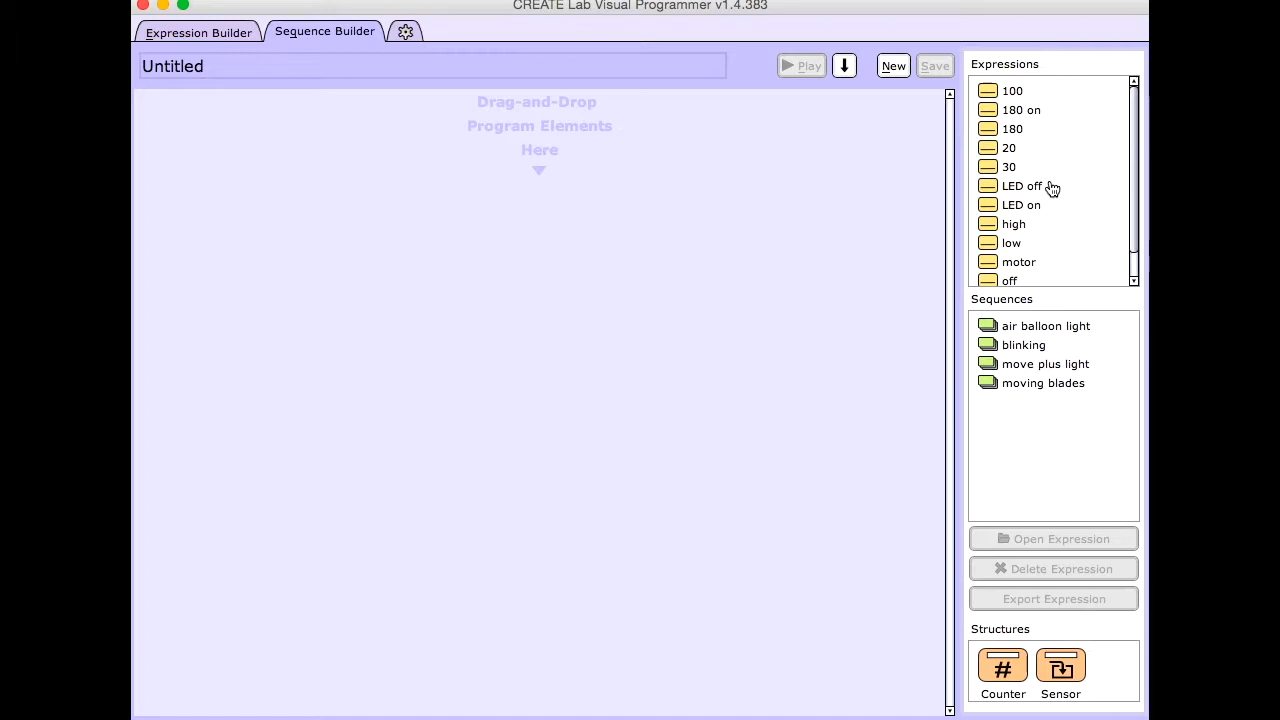 CREATE Lab Visual Programmer v1.4.383
Expression Builder
Sequence Builder
Untitled
Play
New
Save
Drag-and-Drop
Program Elements
Here
Expressions
100
180 on
180
20
30
LED off
LED on
high
low
motor
off
Sequences
air balloon light
blinking
move plus light
moving blades
Open Expression
Delete Expression
Export Expression
Structures
#
Counter
Sensor